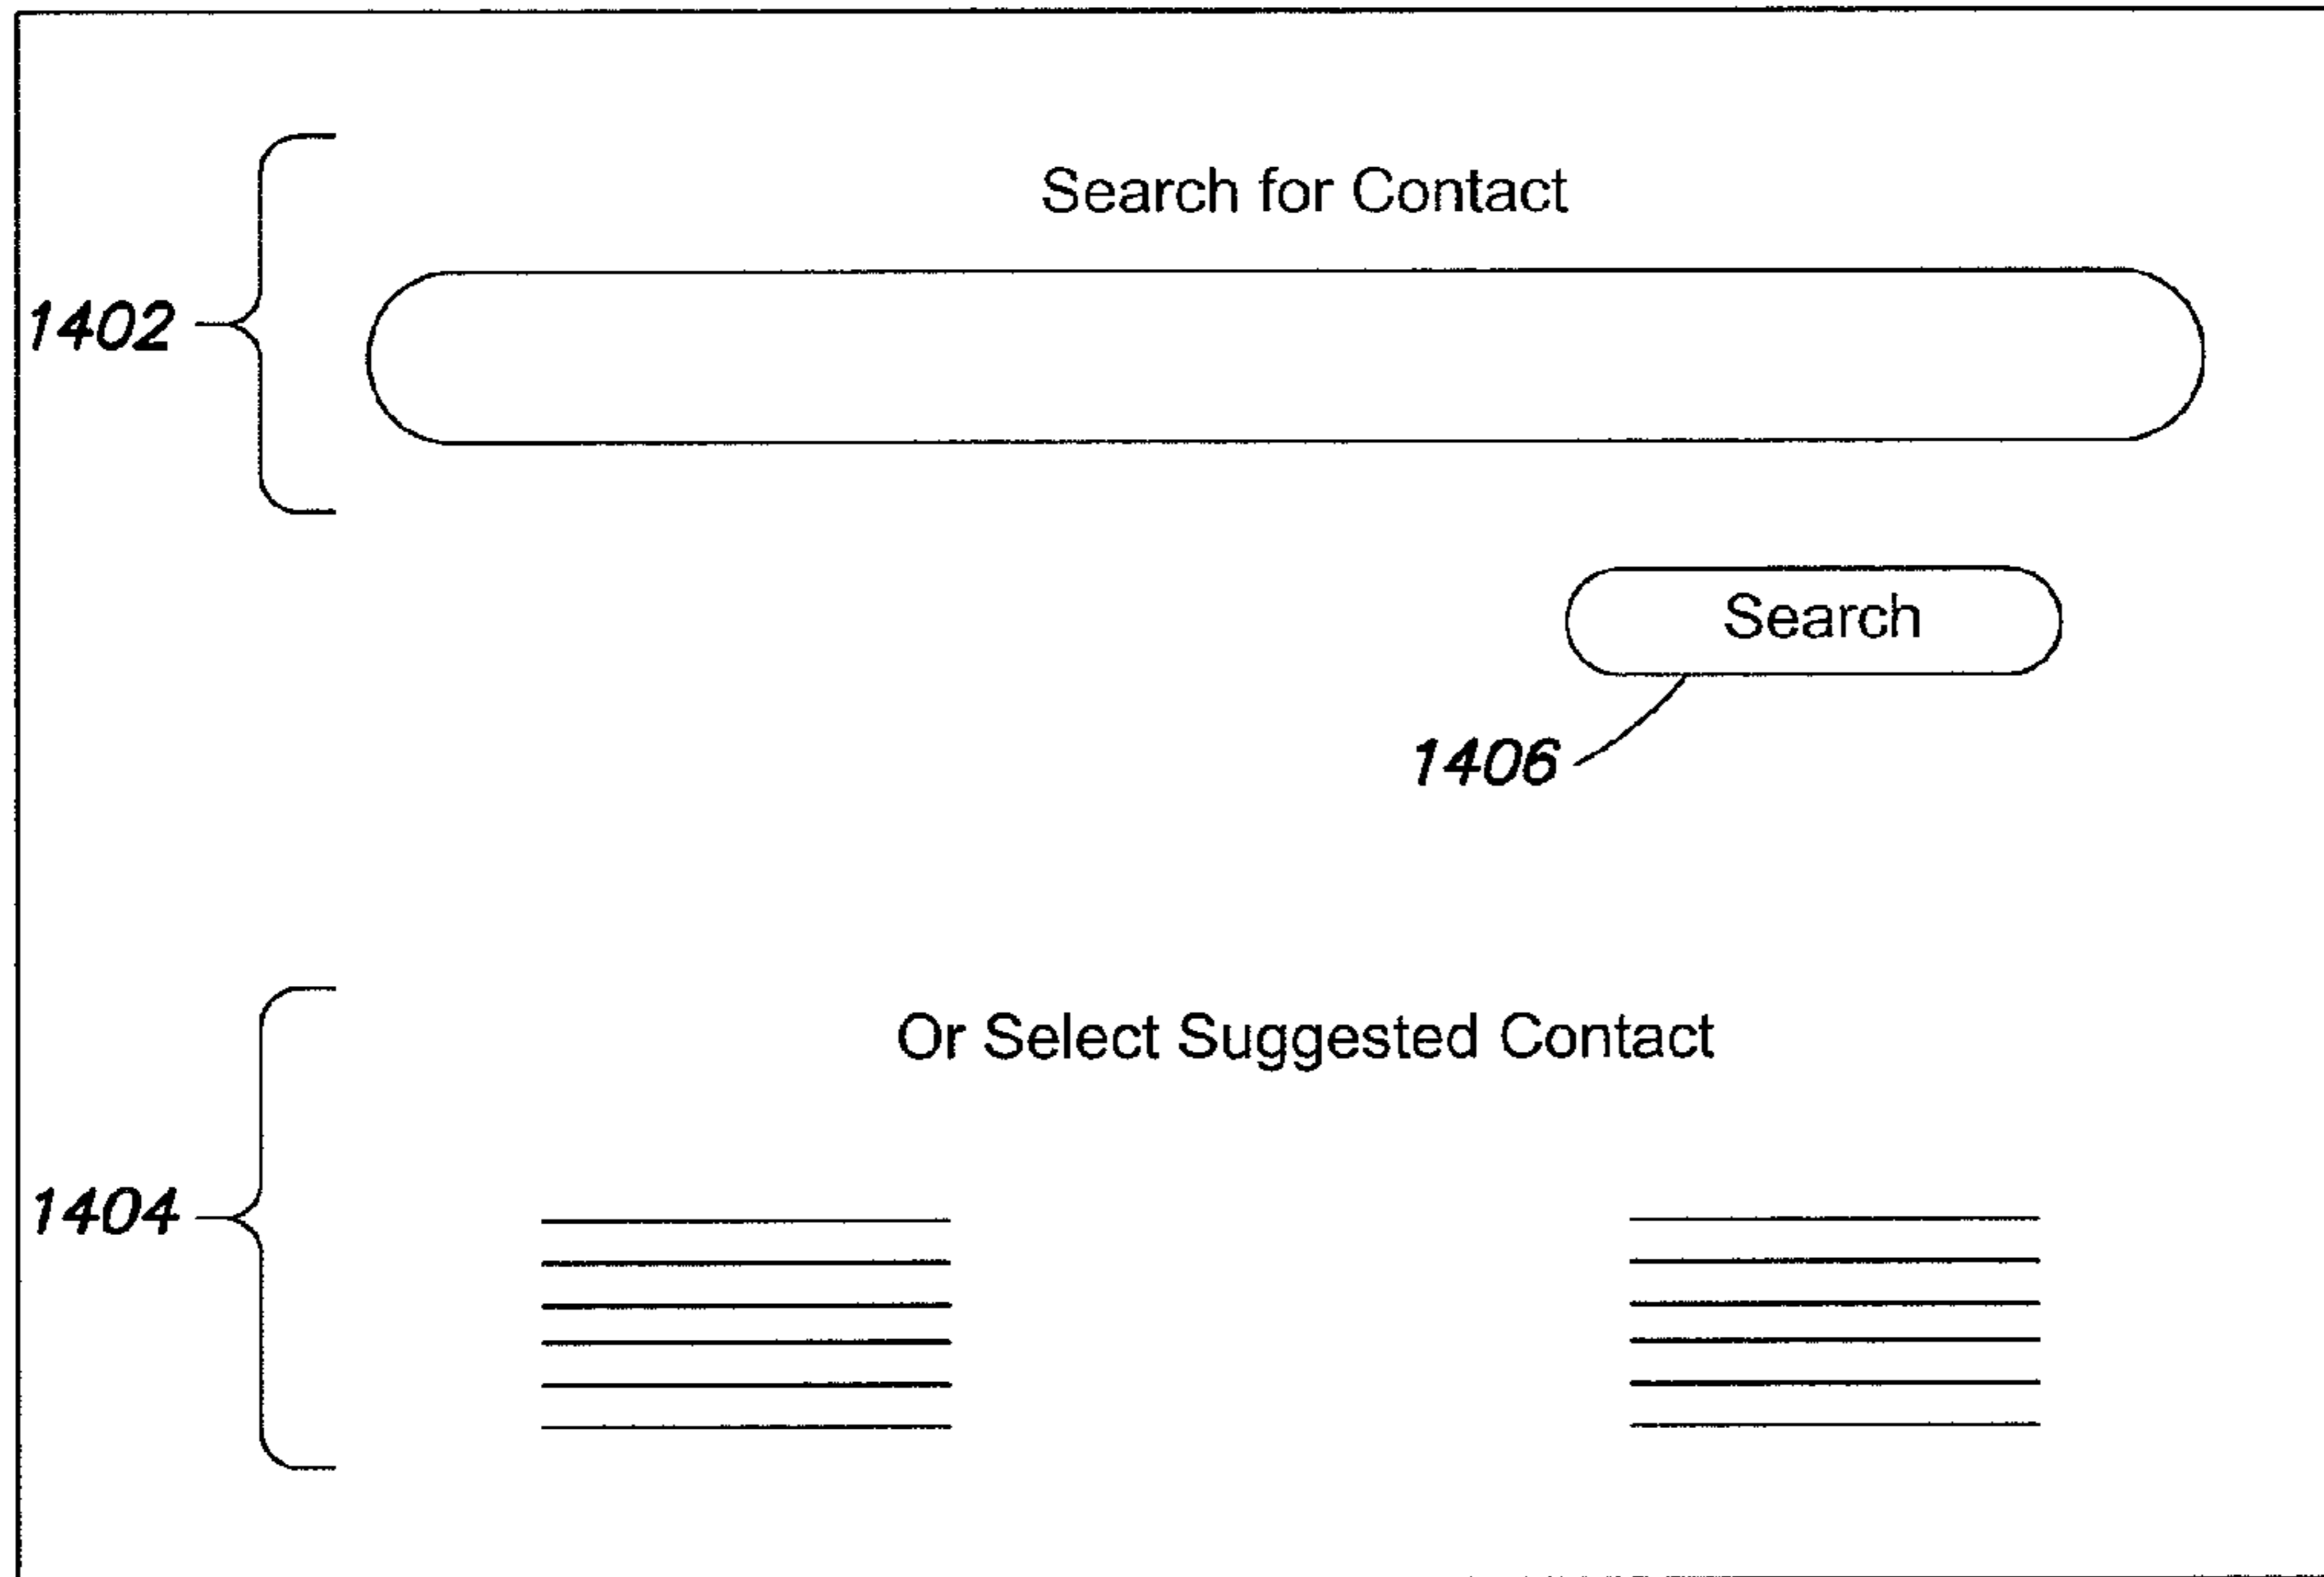 Search for Contact
1402
Search
1406
Or Select Suggested Contact
1404